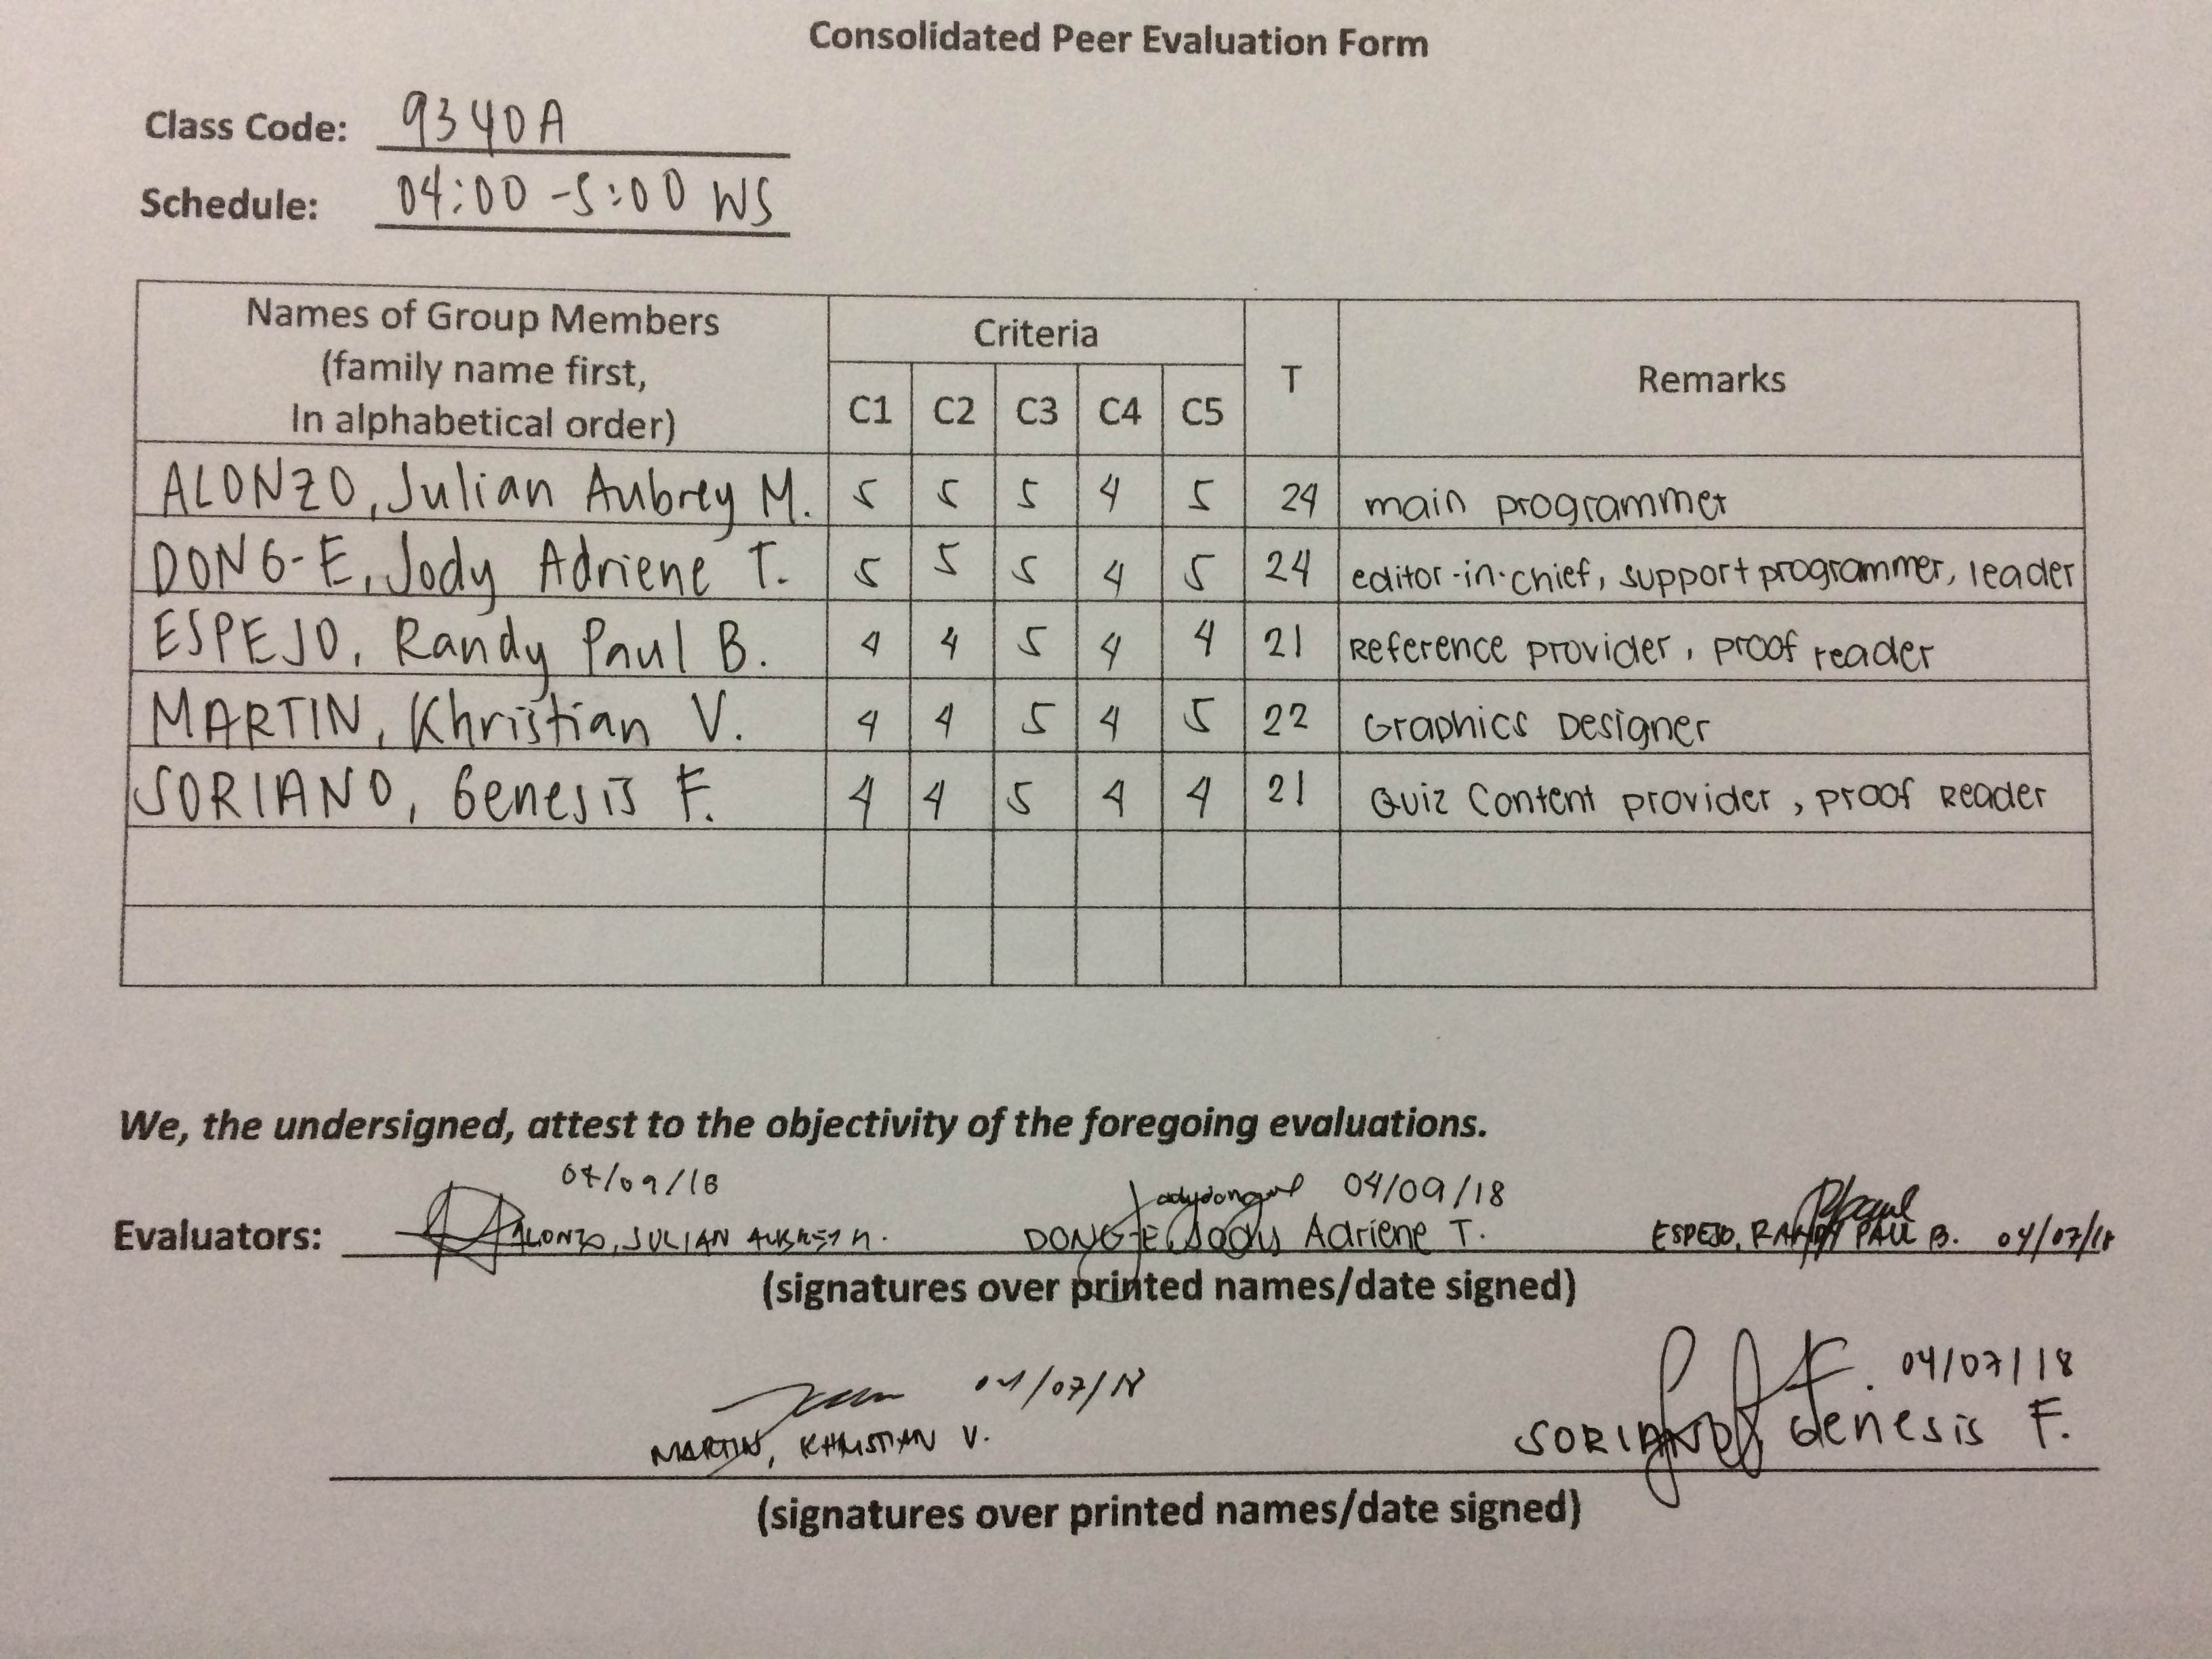 Consolidated Peer Evaluation Form
Class Code: 9340A
Schedule: 04:00 -5:00 WS
Names of Group Members
(family name first,
In alphabetical order)
Criteria
C1 C2 C3 C4 C5
T
Remarks
ALONZO, Julian Aubrey M. 5 5 5 4 5 24 main programmer
DONG-E, Jody Adriene T. 5 5 5 4 5 24 editor-in-chief, support programmer, leader
ESPEJO, Randy Paul B. 4 4 5 4 4 21 Reference provider, proof reader
MARTIN, Khristian V. 4 4 5 4 5 22 Graphics Designer
SORIANO, Genesis F. 4 4 5 4 4 21 Quiz Content provider, proof Reader
We, the undersigned, attest to the objectivity of the foregoing evaluations.
04/09/18 04/09/18
Evaluators: ALONZO, JULIAN AUBREY M. DONG-E, Jody Adriene T. ESPEJO, RANDY PAUL B. 04/07/18
(signatures over printed names/date signed)
04/07/18 04/07/18
MARTIN, KHRISTIAN V. SORIANO, Genesis F.
(signatures over printed names/date signed)